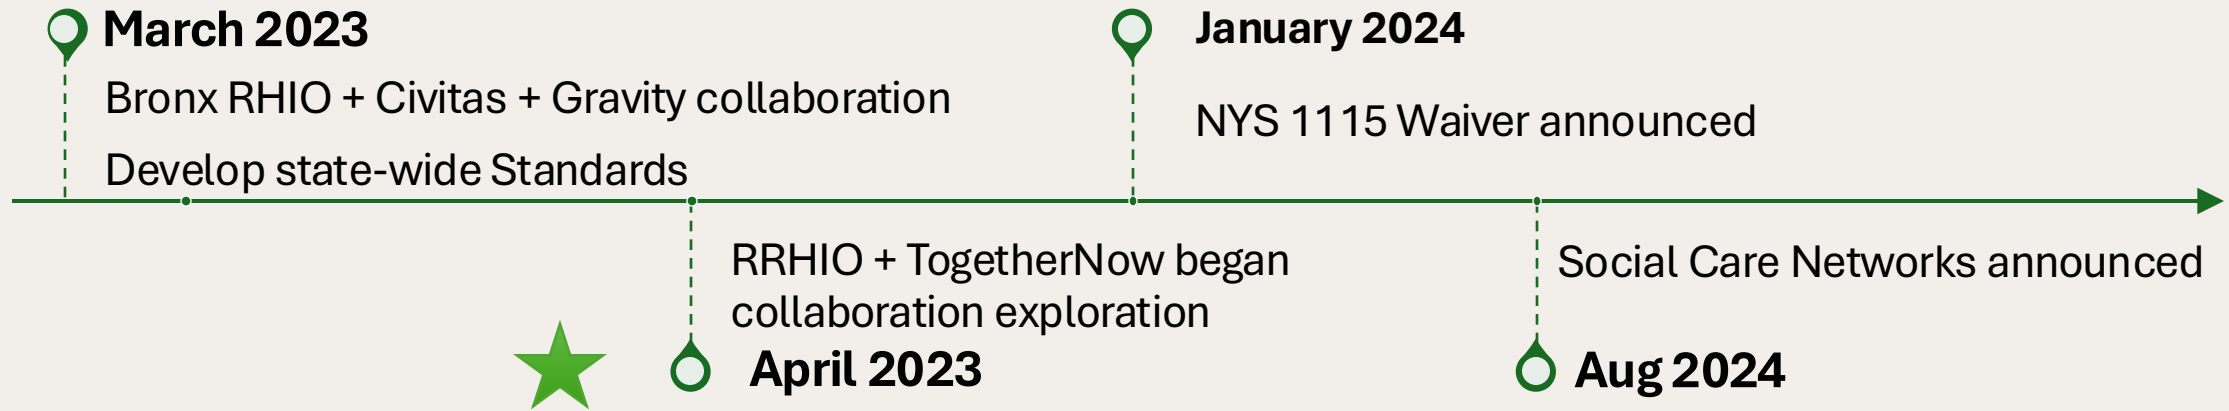 March 2023
Bronx RHIO + Civitas + Gravity collaboration
Develop state-wide Standards
January 2024
NYS 1115 Waiver announced
RRHIO + TogetherNow began
collaboration exploration
April 2023
Social Care Networks announced
Aug 2024